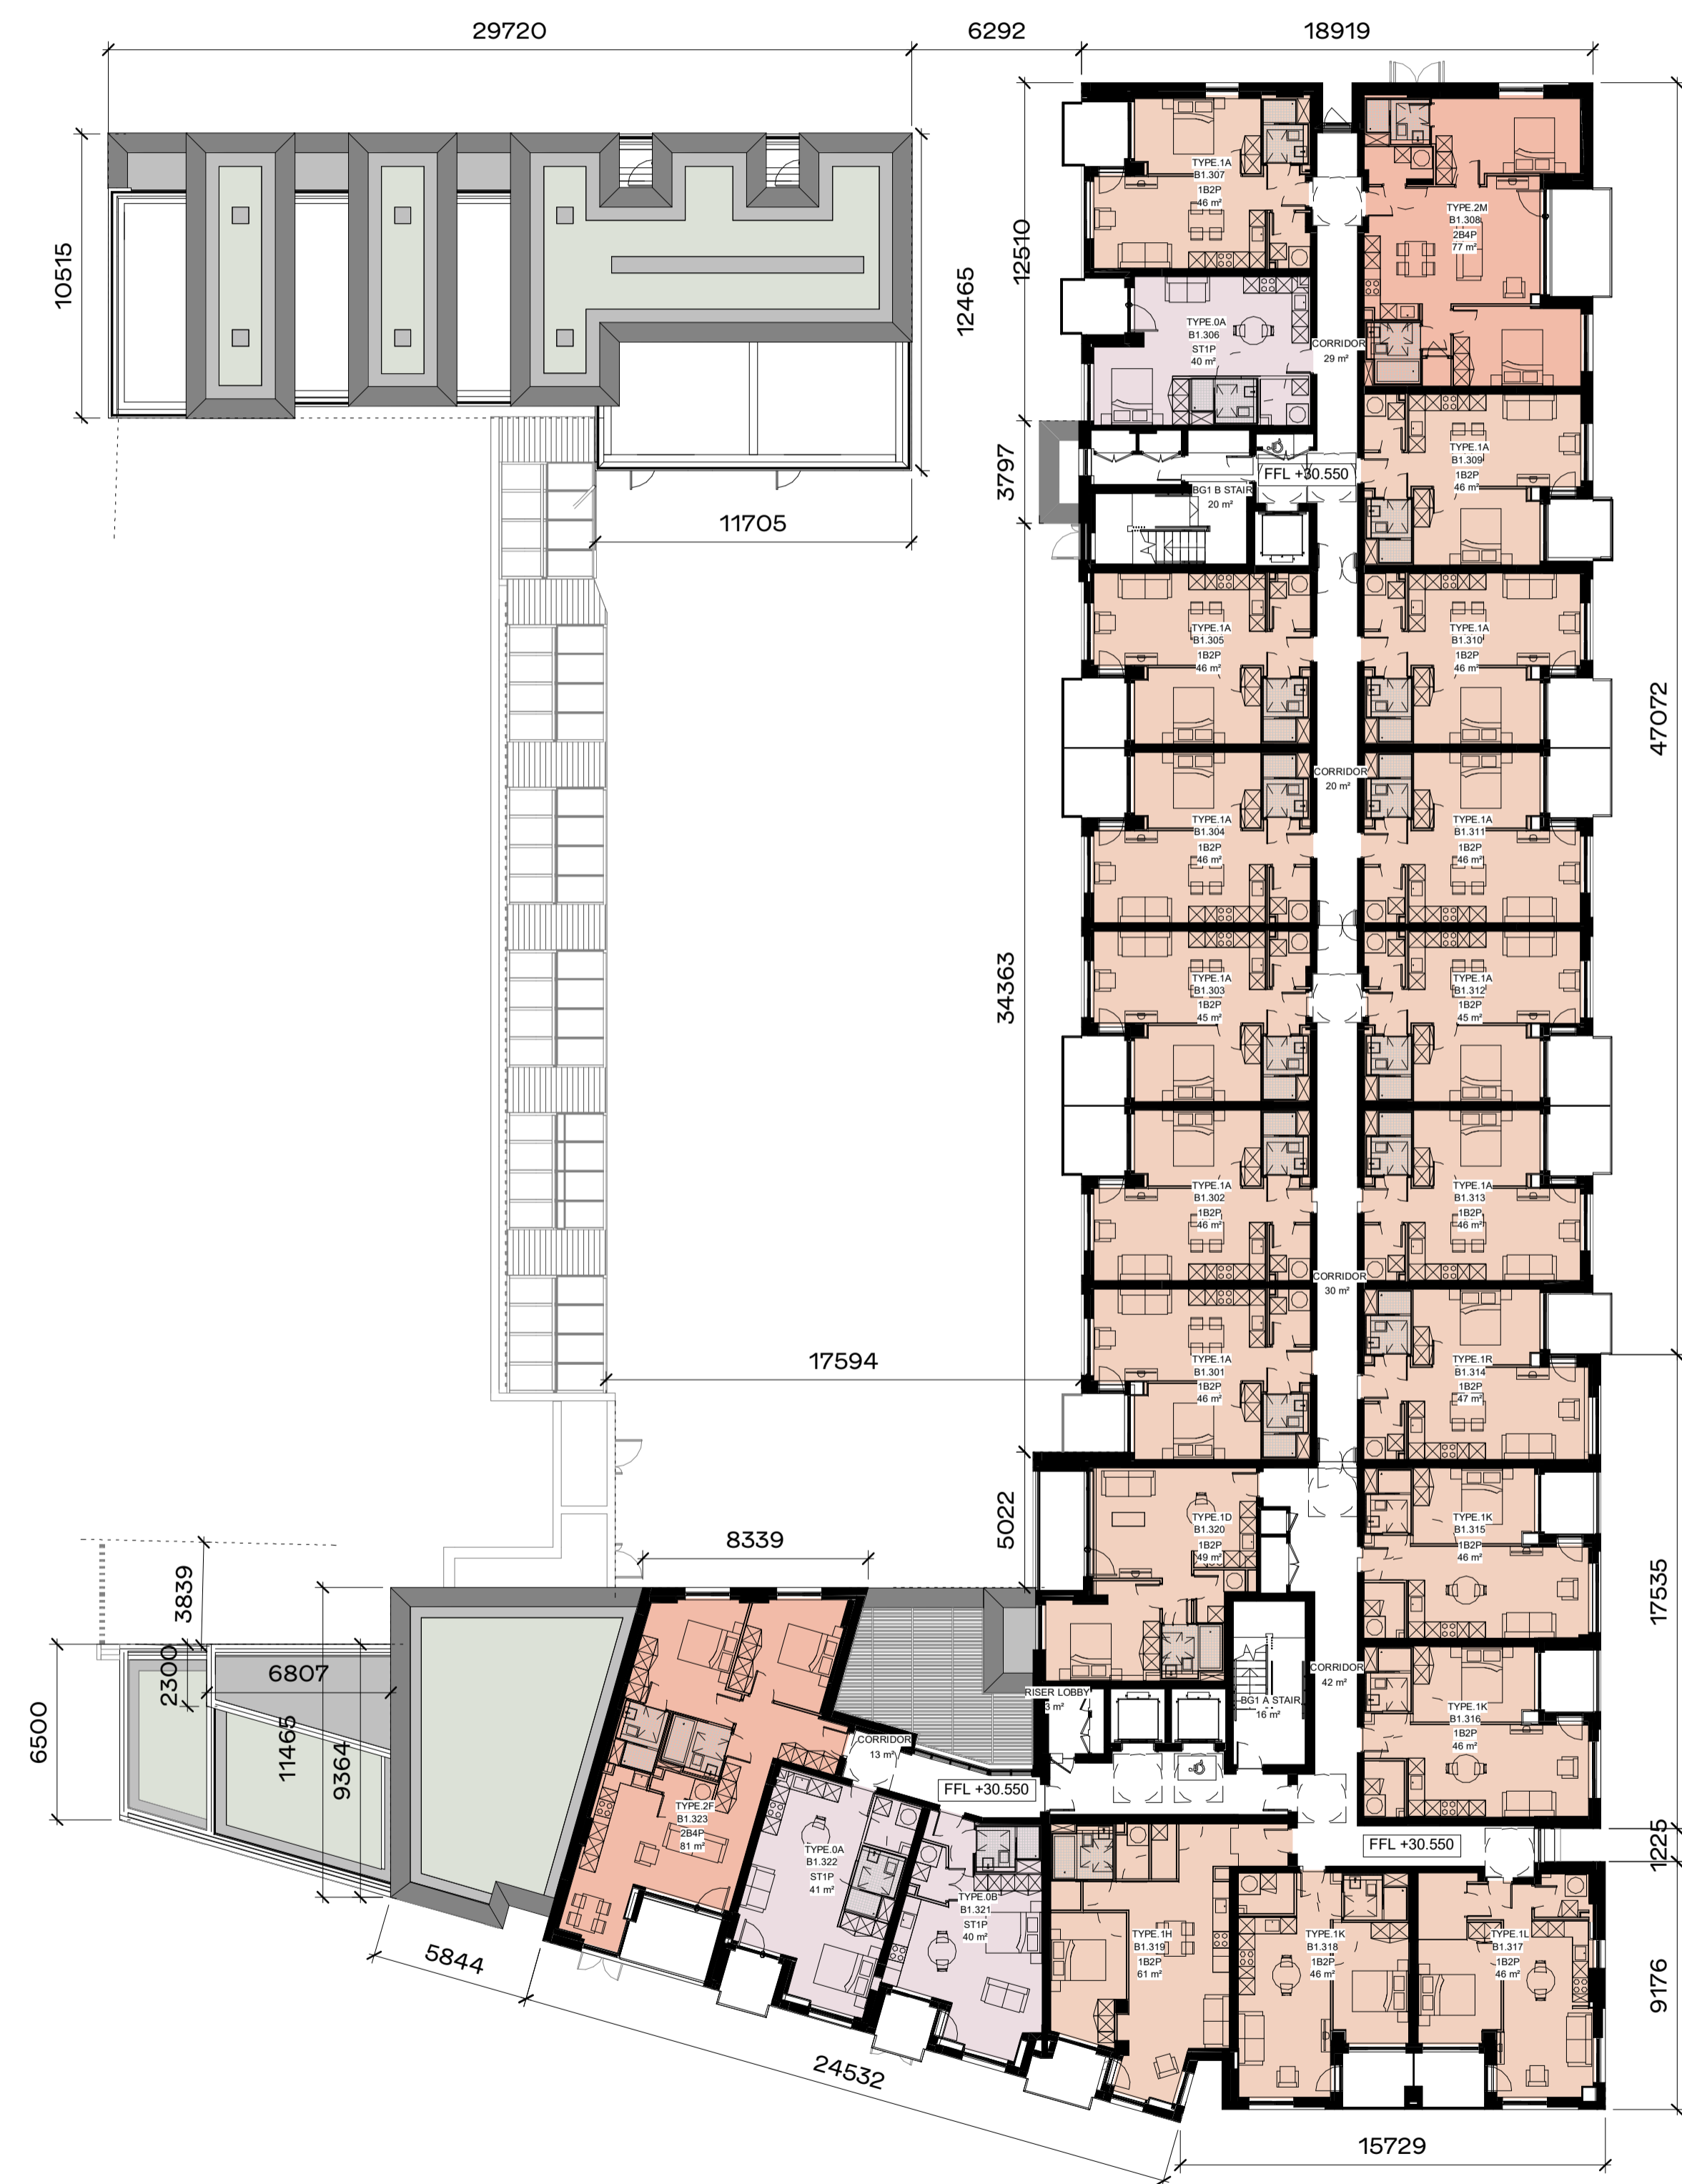 29720
6292
18919
10515
12465
12510
TYPE.1A
B1.307
1B2P
46 m²
TYPE.2M
B1.308
2B4P
77 m²
TYPE.0A
B1.306
ST1P
40 m²
CORRIDOR
29 m²
3797
11705
FFL +30.550
BG1 B STAIR
20 m²
TYPE.1A
B1.309
1B2P
46 m²
TYPE.1A
B1.305
1B2P
46 m²
TYPE.1A
B1.310
1B2P
46 m²
47072
CORRIDOR
20 m²
TYPE.1A
B1.304
1B2P
46 m²
TYPE.1A
B1.311
1B2P
46 m²
34363
TYPE.1A
B1.303
1B2P
45 m²
TYPE.1A
B1.312
1B2P
45 m²
TYPE.1A
B1.302
1B2P
46 m²
TYPE.1A
B1.313
1B2P
46 m²
CORRIDOR
30 m²
17594
TYPE.1A
B1.301
1B2P
46 m²
TYPE.1R
B1.314
1B2P
47 m²
5022
TYPE.1D
B1.320
1B2P
49 m²
TYPE.1K
B1.315
1B2P
46 m²
17535
8339
3839
2300
6807
6500
11465
9364
CORRIDOR
42 m²
RISER LOBBY
3 m²
BG1 A STAIR
16 m²
TYPE.1K
B1.316
1B2P
46 m²
CORRIDOR
13 m²
FFL +30.550
FFL +30.550
1225
TYPE.2F
B1.323
2B4P
81 m²
TYPE.0A
B1.322
ST1P
41 m²
TYPE.0B
B1.321
ST1P
40 m²
TYPE.1H
B1.319
1B2P
61 m²
TYPE.1K
B1.318
1B2P
46 m²
TYPE.1L
B1.317
1B2P
46 m²
9176
5844
24532
15729